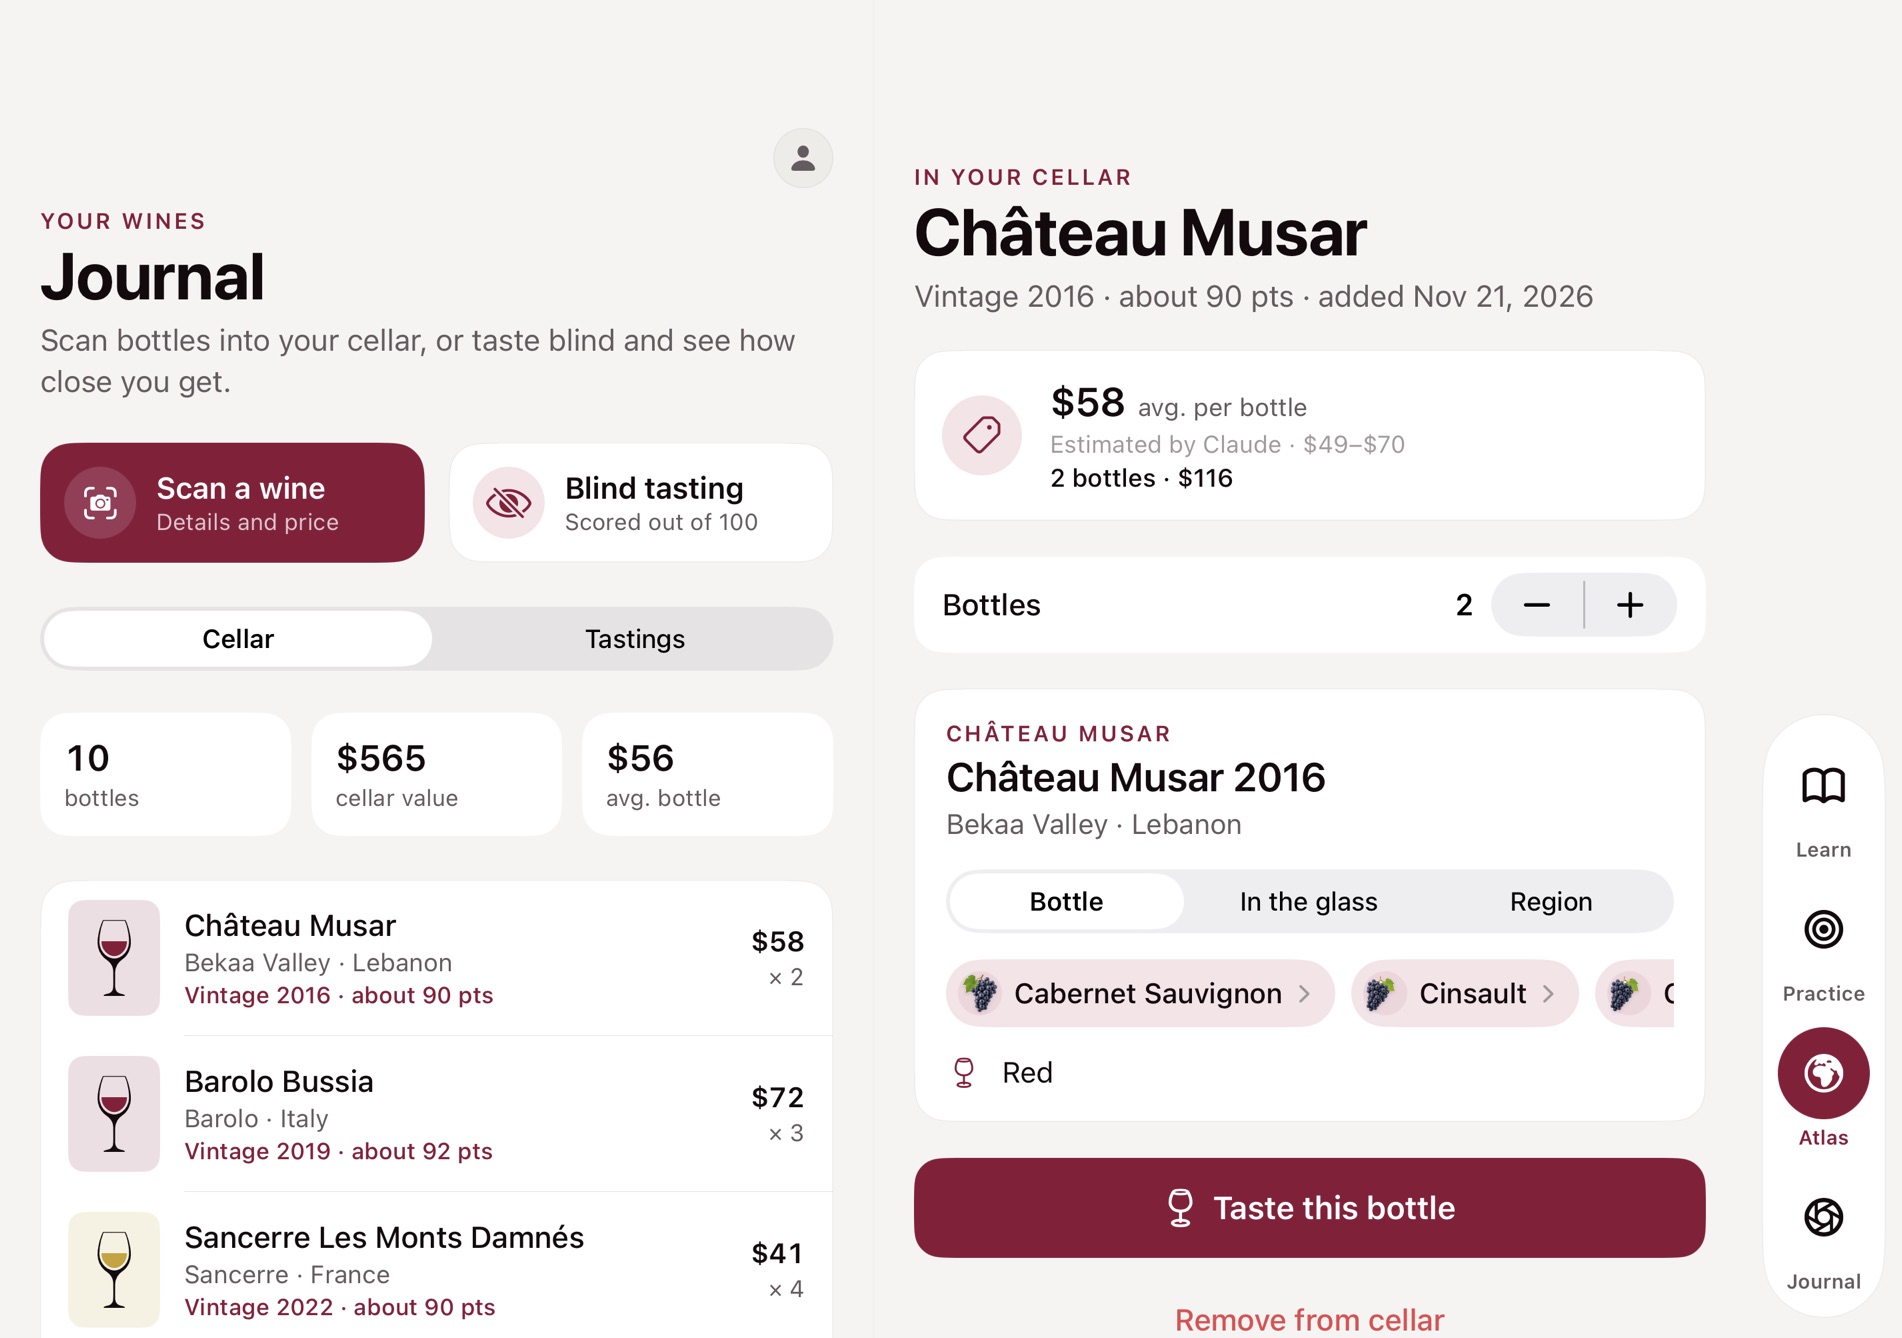 YOUR WINES
Journal
Scan bottles into your cellar, or taste blind and see how
close you get.
Scan a wine
Details and price
Blind tasting
Scored out of 100
Cellar
Tastings
10
bottles
$565
cellar value
$56
avg. bottle
Château Musar
Bekaa Valley · Lebanon
Vintage 2016 · about 90 pts
$58
× 2
Barolo Bussia
Barolo · Italy
Vintage 2019 · about 92 pts
$72
× 3
Sancerre Les Monts Damnés
Sancerre · France
Vintage 2022 · about 90 pts
$41
× 4
IN YOUR CELLAR
Château Musar
Vintage 2016 · about 90 pts · added Nov 21, 2026
$58 avg. per bottle
Estimated by Claude · $49–$70
2 bottles · $116
Bottles
2
CHÂTEAU MUSAR
Château Musar 2016
Bekaa Valley · Lebanon
Bottle
In the glass
Region
Cabernet Sauvignon
Cinsault
Red
Taste this bottle
Remove from cellar
Learn
Practice
Atlas
Journal